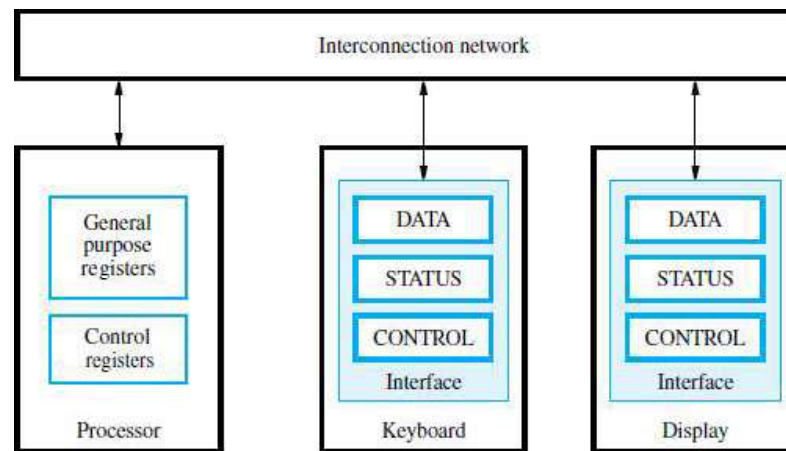 Interconnection network
General
purpose
registers
Control
registers
Processor
DATA
STATUS
CONTROL
Interface
Keyboard
DATA
STATUS
CONTROL
Interface
Display